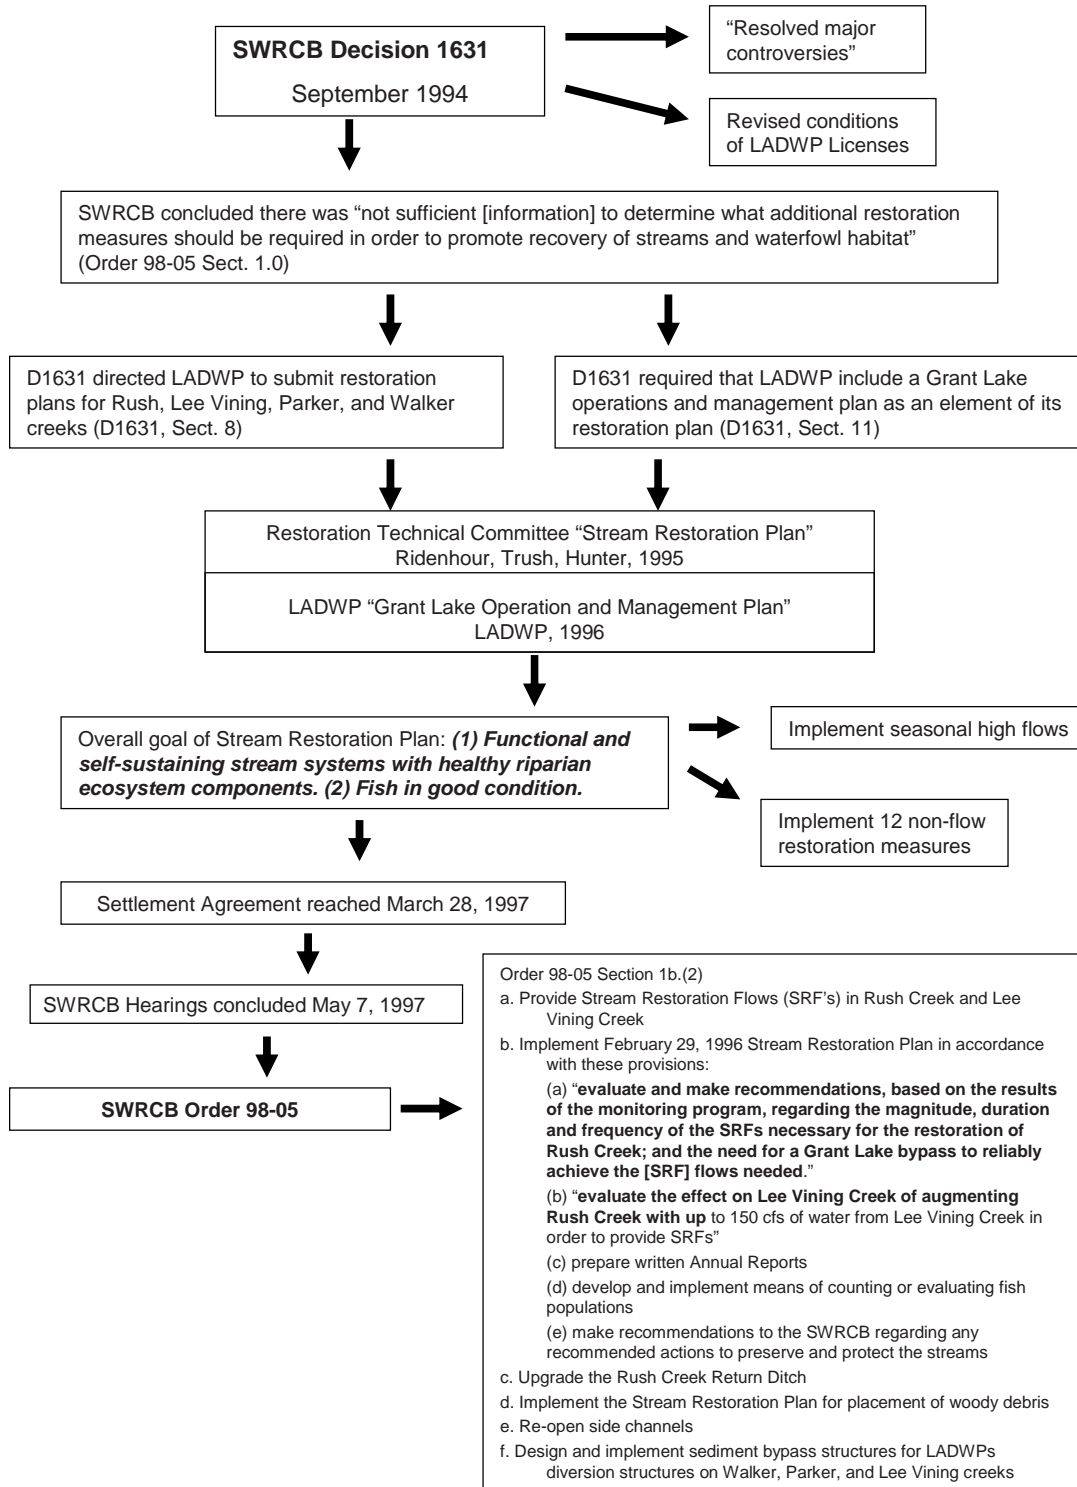 SWRCB Decision 1631
September 1994
“Resolved major
controversies”
Revised conditions
of LADWP Licenses
SWRCB concluded there was “not sufficient [information] to determine what additional restoration
measures should be required in order to promote recovery of streams and waterfowl habitat”
(Order 98-05 Sect. 1.0)
D1631 directed LADWP to submit restoration
plans for Rush, Lee Vining, Parker, and Walker
creeks (D1631, Sect. 8)
D1631 required that LADWP include a Grant Lake
operations and management plan as an element of its
restoration plan (D1631, Sect. 11)
Restoration Technical Committee “Stream Restoration Plan”
Ridenhour, Trush, Hunter, 1995
LADWP “Grant Lake Operation and Management Plan”
LADWP, 1996
Overall goal of Stream Restoration Plan: (1) Functional and
self-sustaining stream systems with healthy riparian
ecosystem components. (2) Fish in good condition.
Implement seasonal high flows
Implement 12 non-flow
restoration measures
Settlement Agreement reached March 28, 1997
SWRCB Hearings concluded May 7, 1997
SWRCB Order 98-05
Order 98-05 Section 1b.(2)
a. Provide Stream Restoration Flows (SRF's) in Rush Creek and Lee
Vining Creek
b. Implement February 29, 1996 Stream Restoration Plan in accordance
with these provisions:
(a) “evaluate and make recommendations, based on the results
of the monitoring program, regarding the magnitude, duration
and frequency of the SRFs necessary for the restoration of
Rush Creek; and the need for a Grant Lake bypass to reliably
achieve the [SRF] flows needed.”
(b) “evaluate the effect on Lee Vining Creek of augmenting
Rush Creek with up to 150 cfs of water from Lee Vining Creek in
order to provide SRFs”
(c) prepare written Annual Reports
(d) develop and implement means of counting or evaluating fish
populations
(e) make recommendations to the SWRCB regarding any
recommended actions to preserve and protect the streams
c. Upgrade the Rush Creek Return Ditch
d. Implement the Stream Restoration Plan for placement of woody debris
e. Re-open side channels
f. Design and implement sediment bypass structures for LADWPs
diversion structures on Walker, Parker, and Lee Vining creeks